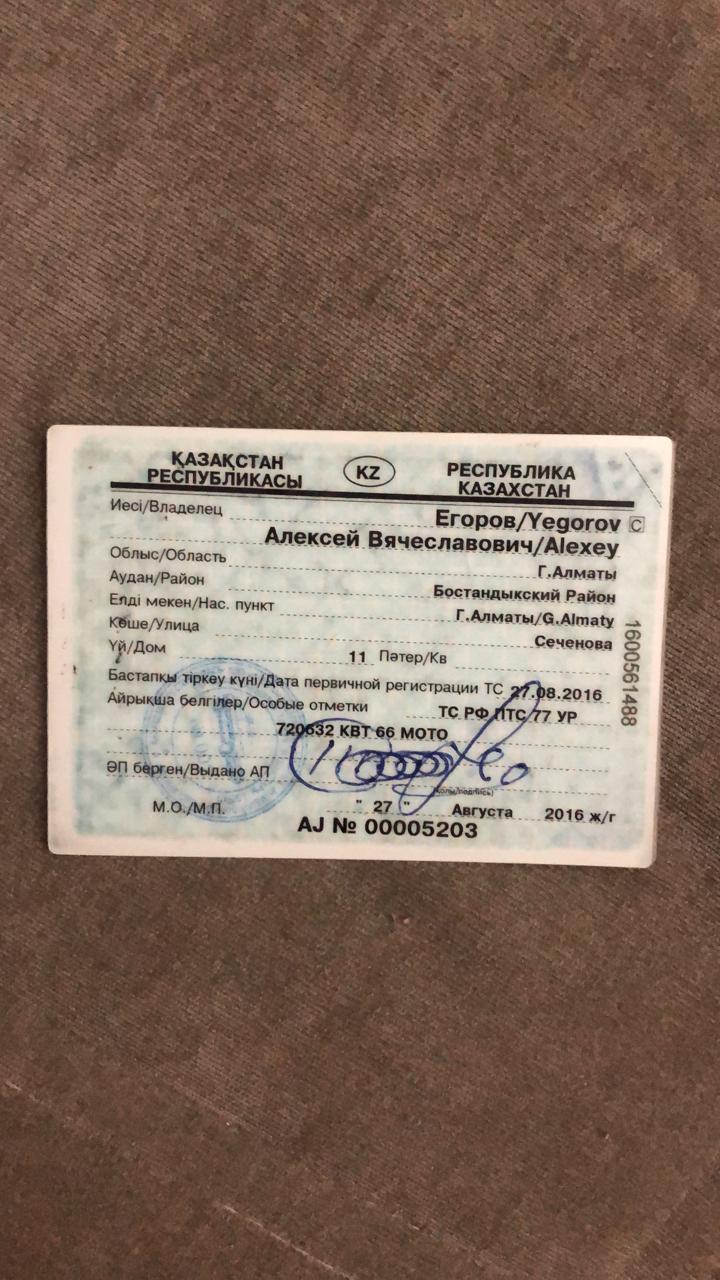 ҚАЗАҚСТАН РЕСПУБЛИКАСЫ
KZ
РЕСПУБЛИКА КАЗАХСТАН
Иесі/Владелец Егоров/Yegorov C
Алексей Вячеславович/Alexey
Облыс/Область Г.Алматы
Аудан/Район Бостандыкский Район
Елді мекен/Нас. пункт Г.Алматы/G.Almaty
Көше/Улица Сеченова
Үй/Дом 11 Пәтер/Кв
Бастапқы тіркеу күні/Дата первичной регистрации ТС 27.08.2016
Айрықша белгілер/Особые отметки ТС РФ ПТС 77 УР
720632 КВТ 66 МОТО
ӘП берген/Выдано АП
(қолы/подпись)
М.О./М.П. " 27 " Августа 2016 ж/г
AJ № 00005203
1600561488